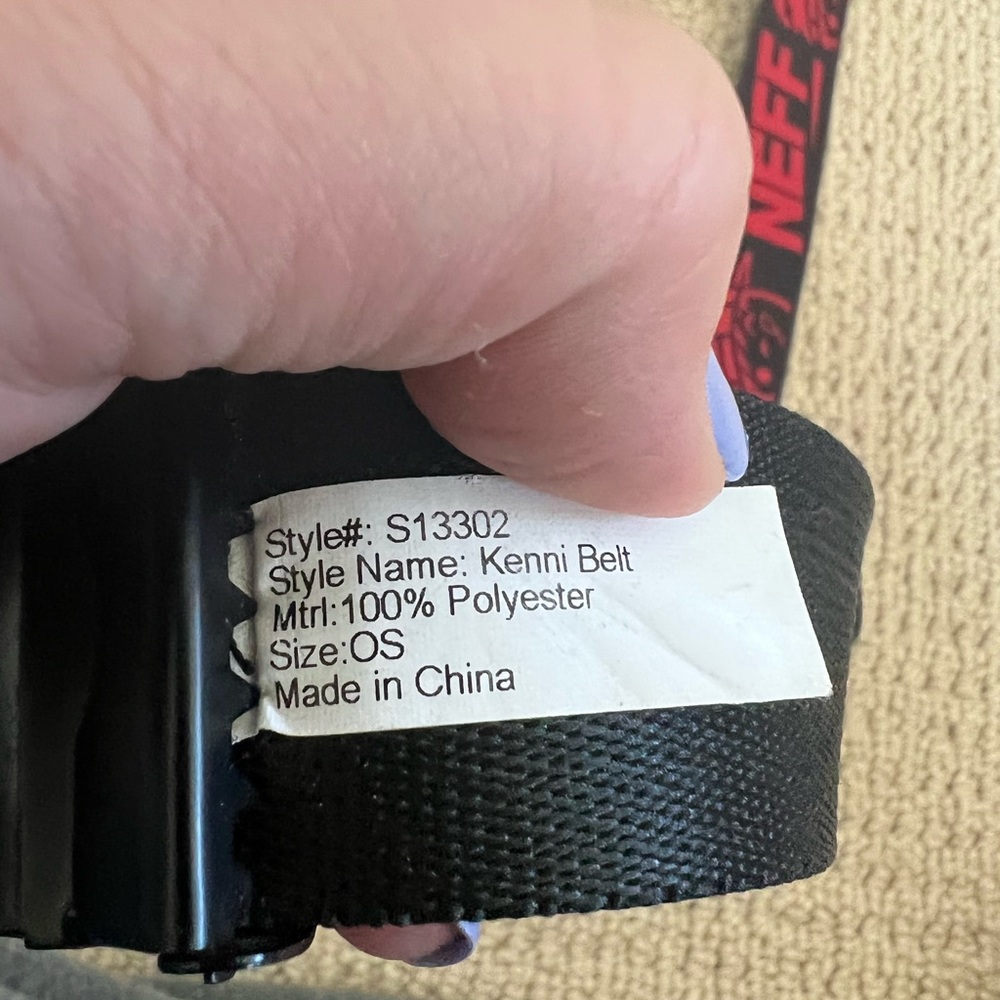 NEFF
Style#: S13302
Style Name: Kenni Belt
Mtrl:100% Polyester
Size:OS
Made in China